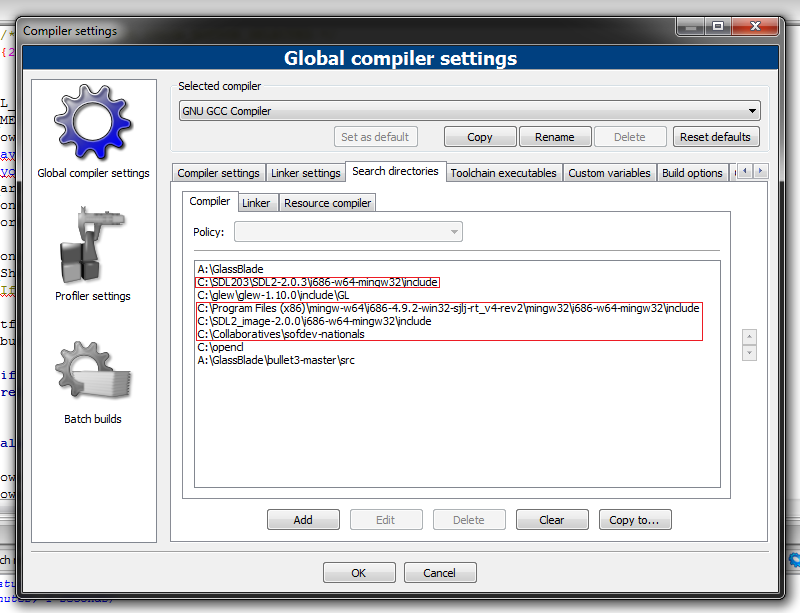 Compiler settings
Global compiler settings
Selected compiler
GNU GCC Compiler
Set as default
Copy
Rename
Delete
Reset defaults
Global compiler settings
Profiler settings
Batch builds
Compiler settings
Linker settings
Search directories
Toolchain executables
Custom variables
Build options
Compiler
Linker
Resource compiler
Policy:
A:\GlassBlade
C:\SDL203\SDL2-2.0.3\i686-w64-mingw32\include
C:\glew\glew-1.10.0\include\GL
C:\Program Files (x86)\mingw-w64\i686-4.9.2-win32-sjlj-rt_v4-rev2\mingw32\i686-w64-mingw32\include
C:\SDL2_image-2.0.0\i686-w64-mingw32\include
C:\Collaboratives\sofdev-nationals
C:\opencl
A:\GlassBlade\bullet3-master\src
Add
Edit
Delete
Clear
Copy to...
OK
Cancel